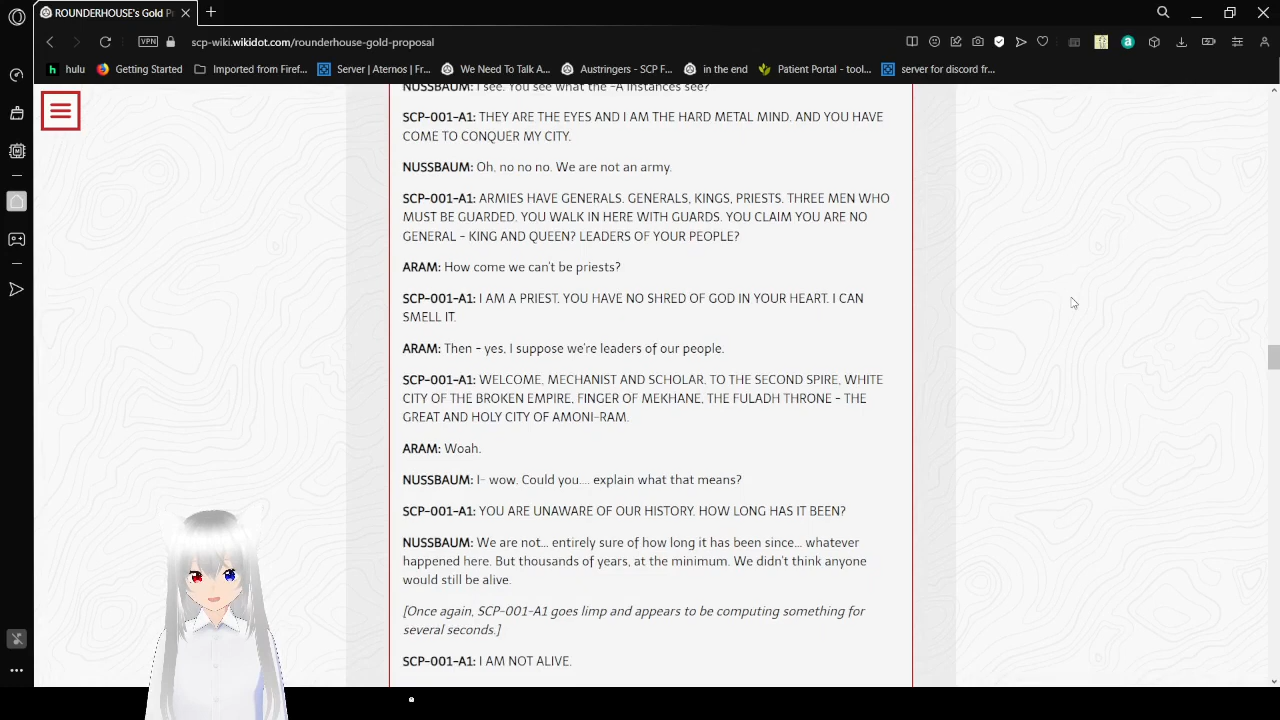 ROUNDERHOUSE's Gold Pr
VPN
scp-wiki.wikidot.com/rounderhouse-gold-proposal
hulu
Getting Started
Imported from Firef...
Server | Aternos | Fr...
We Need To Talk A...
Austringers - SCP F...
in the end
Patient Portal - tool...
server for discord fr...
NUSSBAUM: I see. You see what the -A instances see?
SCP-001-A1: THEY ARE THE EYES AND I AM THE HARD METAL MIND. AND YOU HAVE
COME TO CONQUER MY CITY.
NUSSBAUM: Oh, no no no. We are not an army.
SCP-001-A1: ARMIES HAVE GENERALS. GENERALS, KINGS, PRIESTS. THREE MEN WHO
MUST BE GUARDED. YOU WALK IN HERE WITH GUARDS. YOU CLAIM YOU ARE NO
GENERAL - KING AND QUEEN? LEADERS OF YOUR PEOPLE?
ARAM: How come we can't be priests?
SCP-001-A1: I AM A PRIEST. YOU HAVE NO SHRED OF GOD IN YOUR HEART. I CAN
SMELL IT.
ARAM: Then - yes. I suppose we're leaders of our people.
SCP-001-A1: WELCOME, MECHANIST AND SCHOLAR. TO THE SECOND SPIRE, WHITE
CITY OF THE BROKEN EMPIRE, FINGER OF MEKHANE, THE FULADH THRONE - THE
GREAT AND HOLY CITY OF AMONI-RAM.
ARAM: Woah.
NUSSBAUM: I- wow. Could you.... explain what that means?
SCP-001-A1: YOU ARE UNAWARE OF OUR HISTORY. HOW LONG HAS IT BEEN?
NUSSBAUM: We are not... entirely sure of how long it has been since... whatever
happened here. But thousands of years, at the minimum. We didn't think anyone
would still be alive.
[Once again, SCP-001-A1 goes limp and appears to be computing something for
several seconds.]
SCP-001-A1: I AM NOT ALIVE.